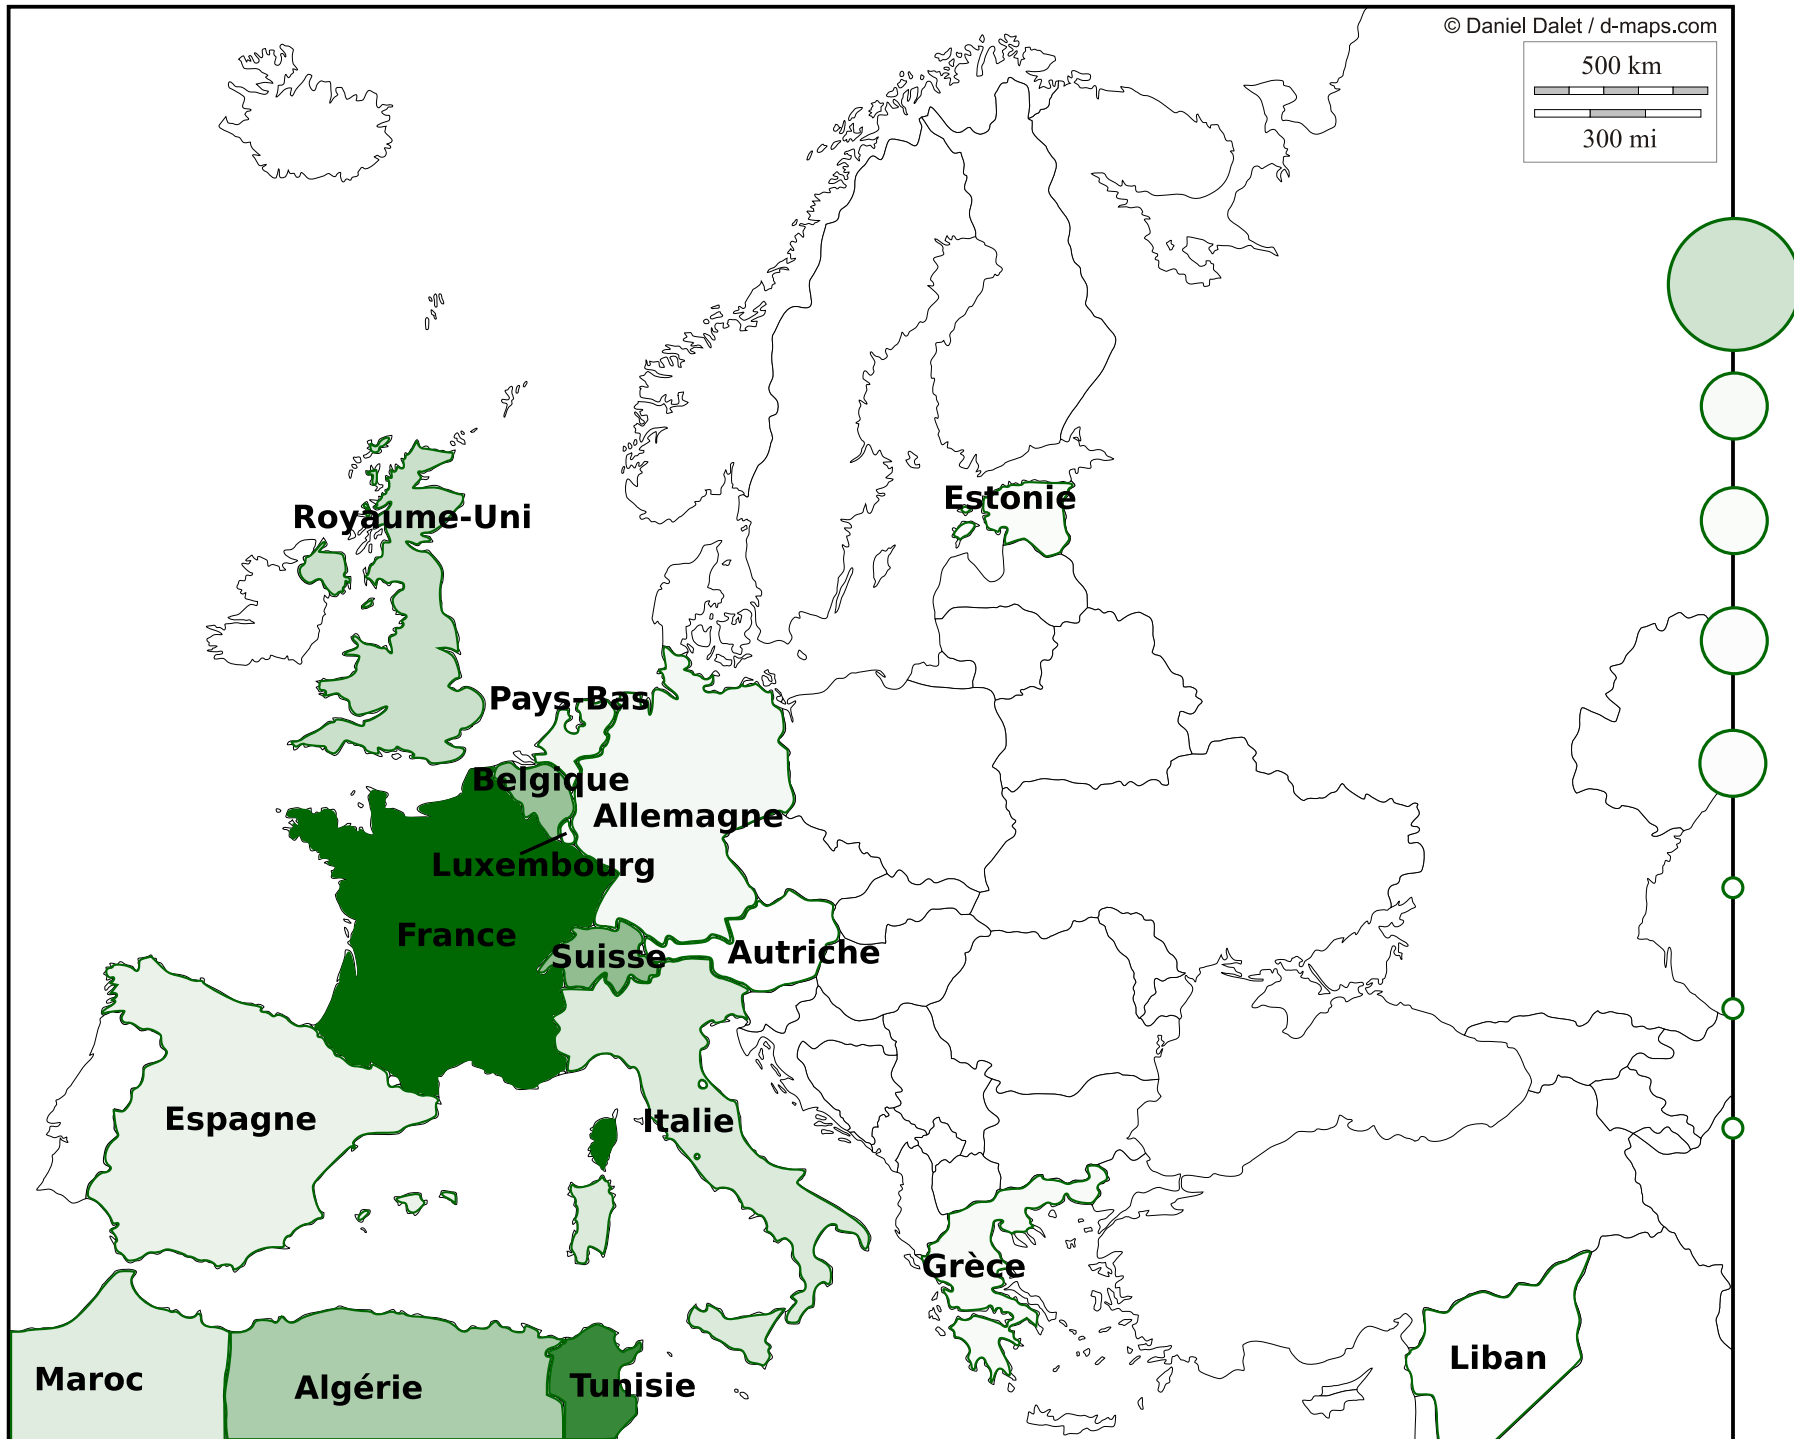 © Daniel Dalet / d-maps.com
500 km
300 mi
Estonie
Royaume-Uni
Pays-Bas
Belgique
Allemagne
Luxembourg
France
Suisse
Autriche
Espagne
Italie
Grèce
Liban
Maroc
Algérie
Tunisie